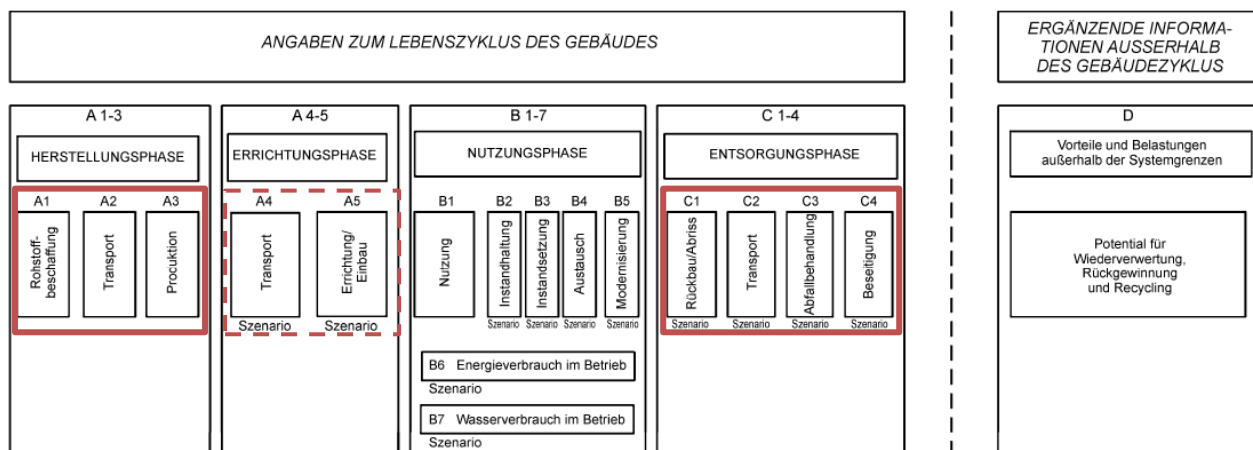 ANGABEN ZUM LEBENSZYKLUS DES GEBÄUDES
ERGÄNZENDE INFORMA-
TIONEN AUSSERHALB
DES GEBÄUDEZYKLUS
A 1-3
HERSTELLUNGSPHASE
A1
A2
A3
Rohstoff-
beschaffung
Transport
Procuktion
A 4-5
ERRICHTUNGSPHASE
A4
A5
Transport
Errichtung/
Einbau
Szenario
Szenario
B 1-7
NUTZUNGSPHASE
B1
B2
B3
B4
B5
Nutzung
Instandhaltung
Instandsetzung
Austausch
Modernisierung
Szenario
Szenario
Szenario
Szenario
B6 Energieverbrauch im Betrieb
Szenario
B7 Wasserverbrauch im Betrieb
Szenario
C 1-4
ENTSORGUNGSPHASE
C1
C2
C3
C4
Rückbau/Abriss
Transport
Abfallbehandlung
Beseitigung
Szenario
Szenario
Szenario
Szenario
D
Vorteile und Belastungen
außerhalb der Systemgrenzen
Potential für
Wiederverwertung,
Rückgewinnung
und Recycling